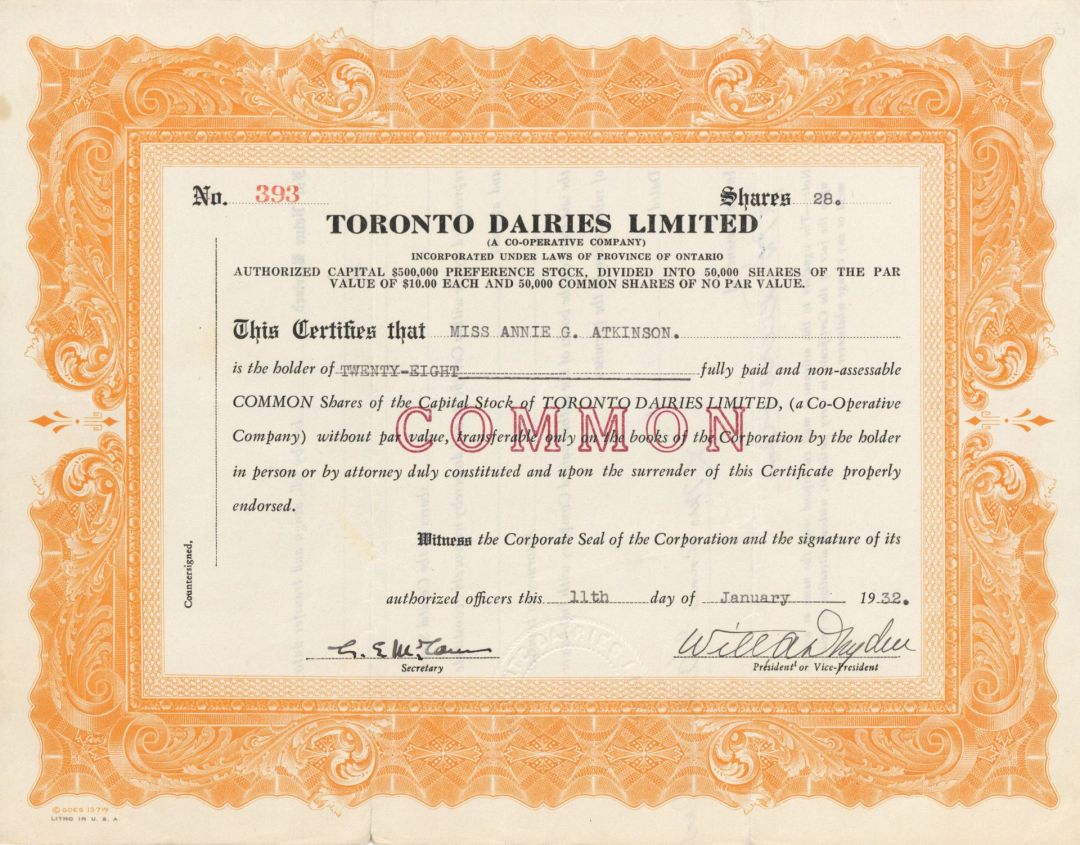 No. 393
Shares 28.
TORONTO DAIRIES LIMITED
(A CO-OPERATIVE COMPANY)
INCORPORATED UNDER LAWS OF PROVINCE OF ONTARIO
AUTHORIZED CAPITAL $500,000 PREFERENCE STOCK, DIVIDED INTO 50,000 SHARES OF THE PAR
VALUE OF $10.00 EACH AND 50,000 COMMON SHARES OF NO PAR VALUE.
This Certifies that MISS ANNIE G. ATKINSON.
is the holder of TWENTY-EIGHT fully paid and non-assessable
COMMON Shares of the Capital Stock of TORONTO DAIRIES LIMITED, (a Co-Operative
COMMON
Company) without par value, transferable only on the books of the Corporation by the holder
in person or by attorney duly constituted and upon the surrender of this Certificate properly
endorsed.
Witness the Corporate Seal of the Corporation and the signature of its
Countersigned,
authorized officers this 11th day of January 1932.
Secretary
President or Vice-President
© GOES 1379
LITHO IN U. S. A.